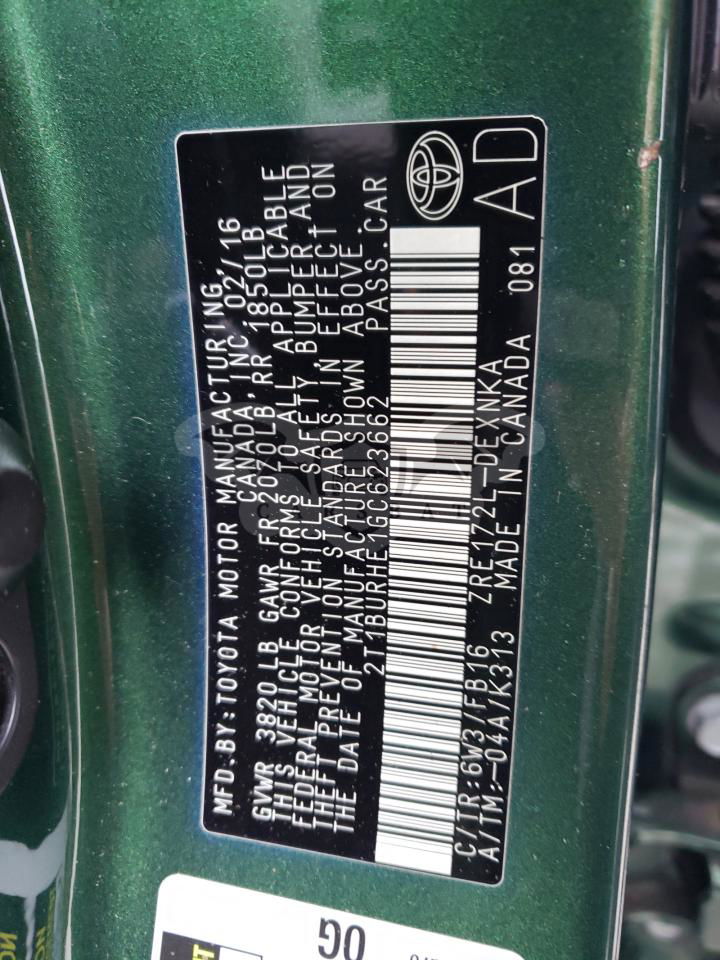 MFD.BY:TOYOTA MOTOR MANUFACTURING,
CANADA,INC. 02/16
GVWR 3820LB GAWR FR 2070LB RR 1850LB
THIS VEHICLE CONFORMS TO ALL APPLICABLE
FEDERAL MOTOR VEHICLE SAFETY, BUMPER AND
THEFT PREVENTION STANDARDS IN EFFECT ON
THE DATE OF MANUFACTURE SHOWN ABOVE.
2T1BURHE1GC623662 PASS.CAR
C/TR:6W3/FB16 ZRE172L-DEXNKA 081
A/TM:-04A/K313 MADE IN CANADA AD
OG